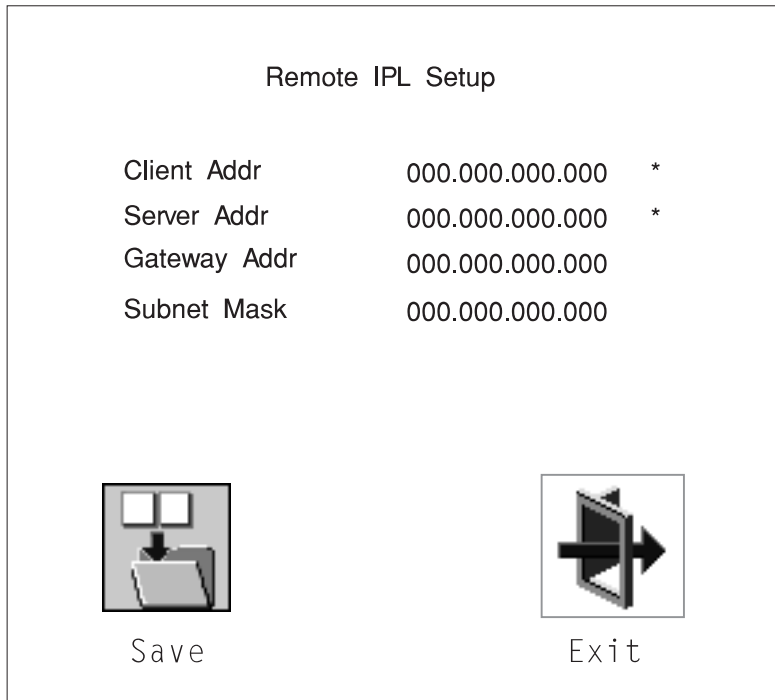 Remote IPL Setup
Client Addr 000.000.000.000 *
Server Addr 000.000.000.000 *
Gateway Addr 000.000.000.000
Subnet Mask 000.000.000.000
Save Exit